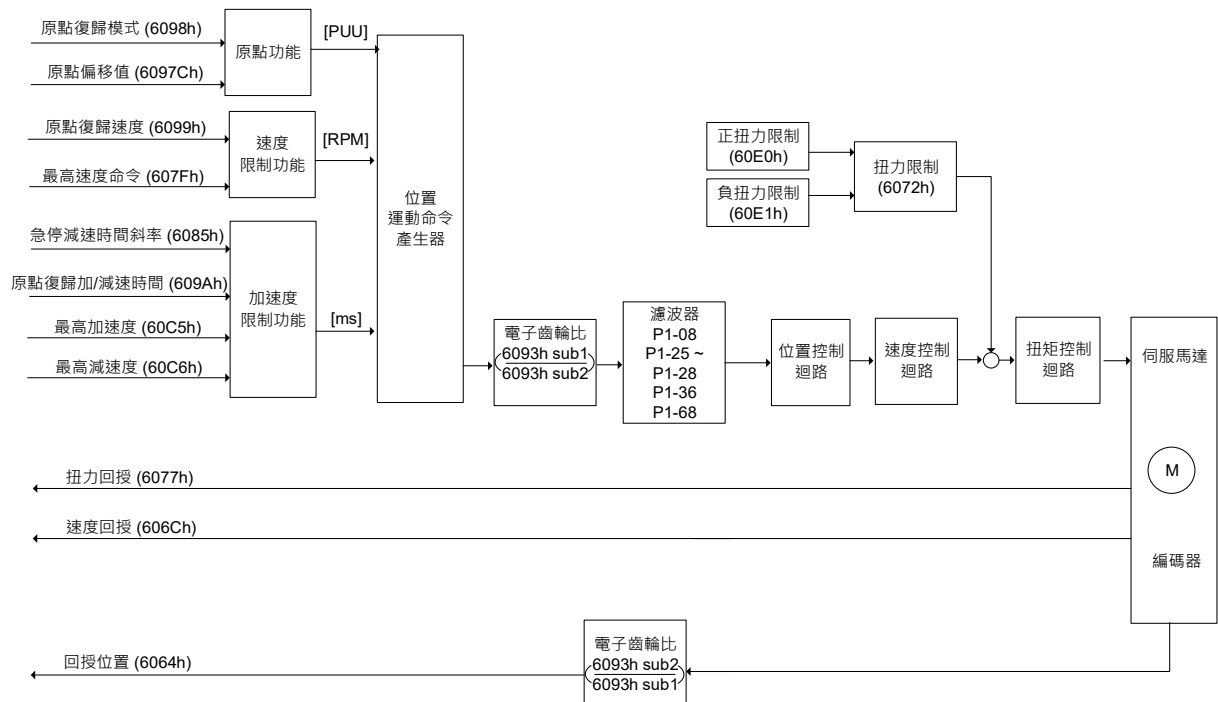 原點復歸模式 (6098h)
原點偏移值 (6097Ch)
原點功能
[PUU]
原點復歸速度 (6099h)
最高速度命令 (607Fh)
速度
限制功能
[RPM]
急停減速時間斜率 (6085h)
原點復歸加/減速時間 (609Ah)
最高加速度 (60C5h)
最高減速度 (60C6h)
加速度
限制功能
[ms]
位置
運動命令
產生器
正扭力限制
(60E0h)
負扭力限制
(60E1h)
扭力限制
(6072h)
電子齒輪比
6093h sub1
6093h sub2
濾波器
P1-08
P1-25 ~
P1-28
P1-36
P1-68
位置控制
迴路
速度控制
迴路
扭矩控制
迴路
伺服馬達
M
編碼器
扭力回授 (6077h)
速度回授 (606Ch)
回授位置 (6064h)
電子齒輪比
6093h sub2
6093h sub1